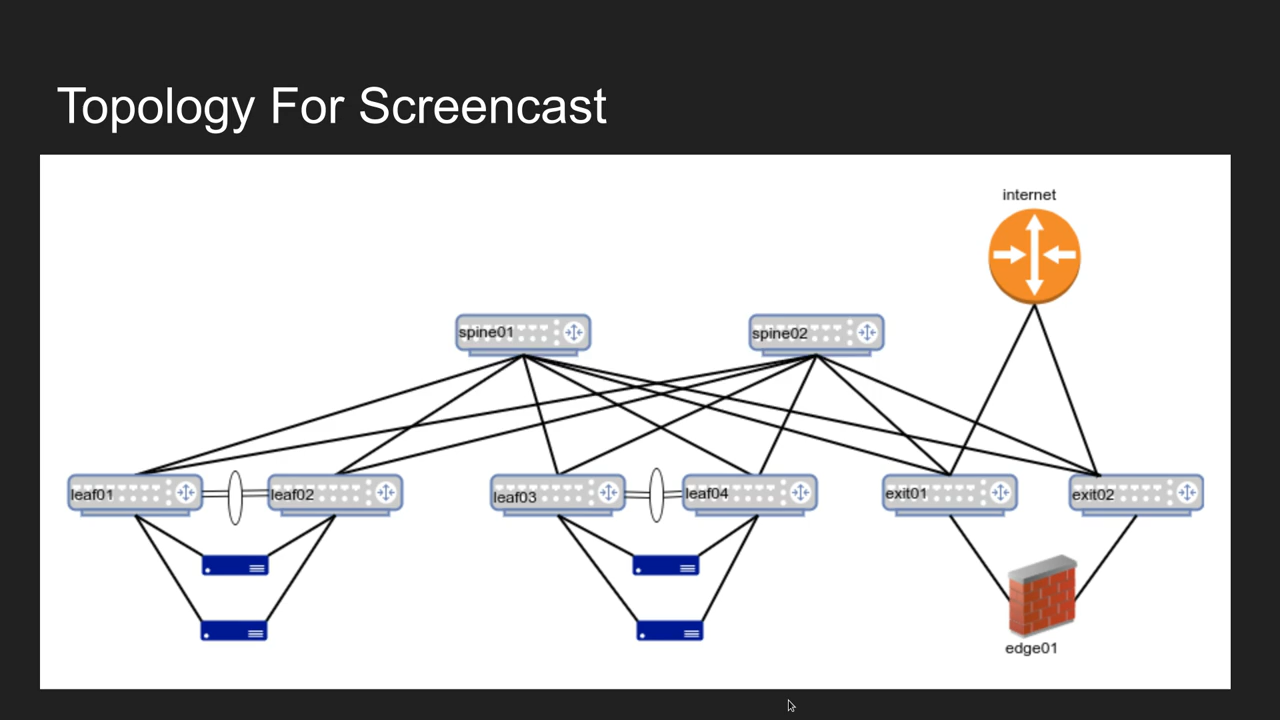 Topology For Screencast
internet
spine01
spine02
leaf01
leaf02
leaf03
leaf04
exit01
exit02
edge01